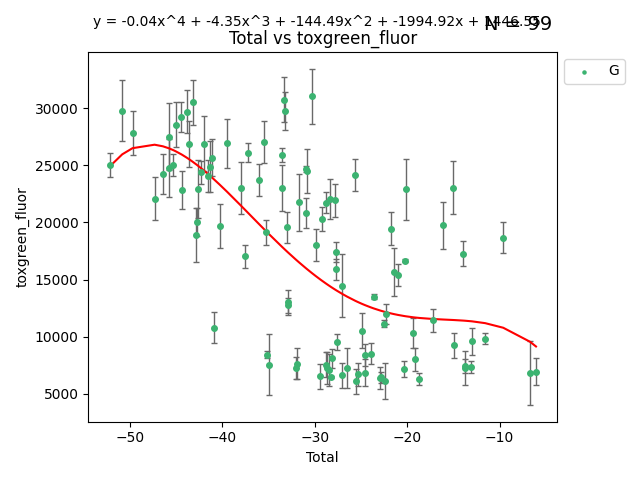 y = -0.04x^4 + -4.35x^3 + -144.49x^2 + -1994.92x +
N = 99
Total vs toxgreen_fluor
G
toxgreen_fluor
30000
25000
20000
15000
10000
5000
−50
−40
−30
−20
−10
Total